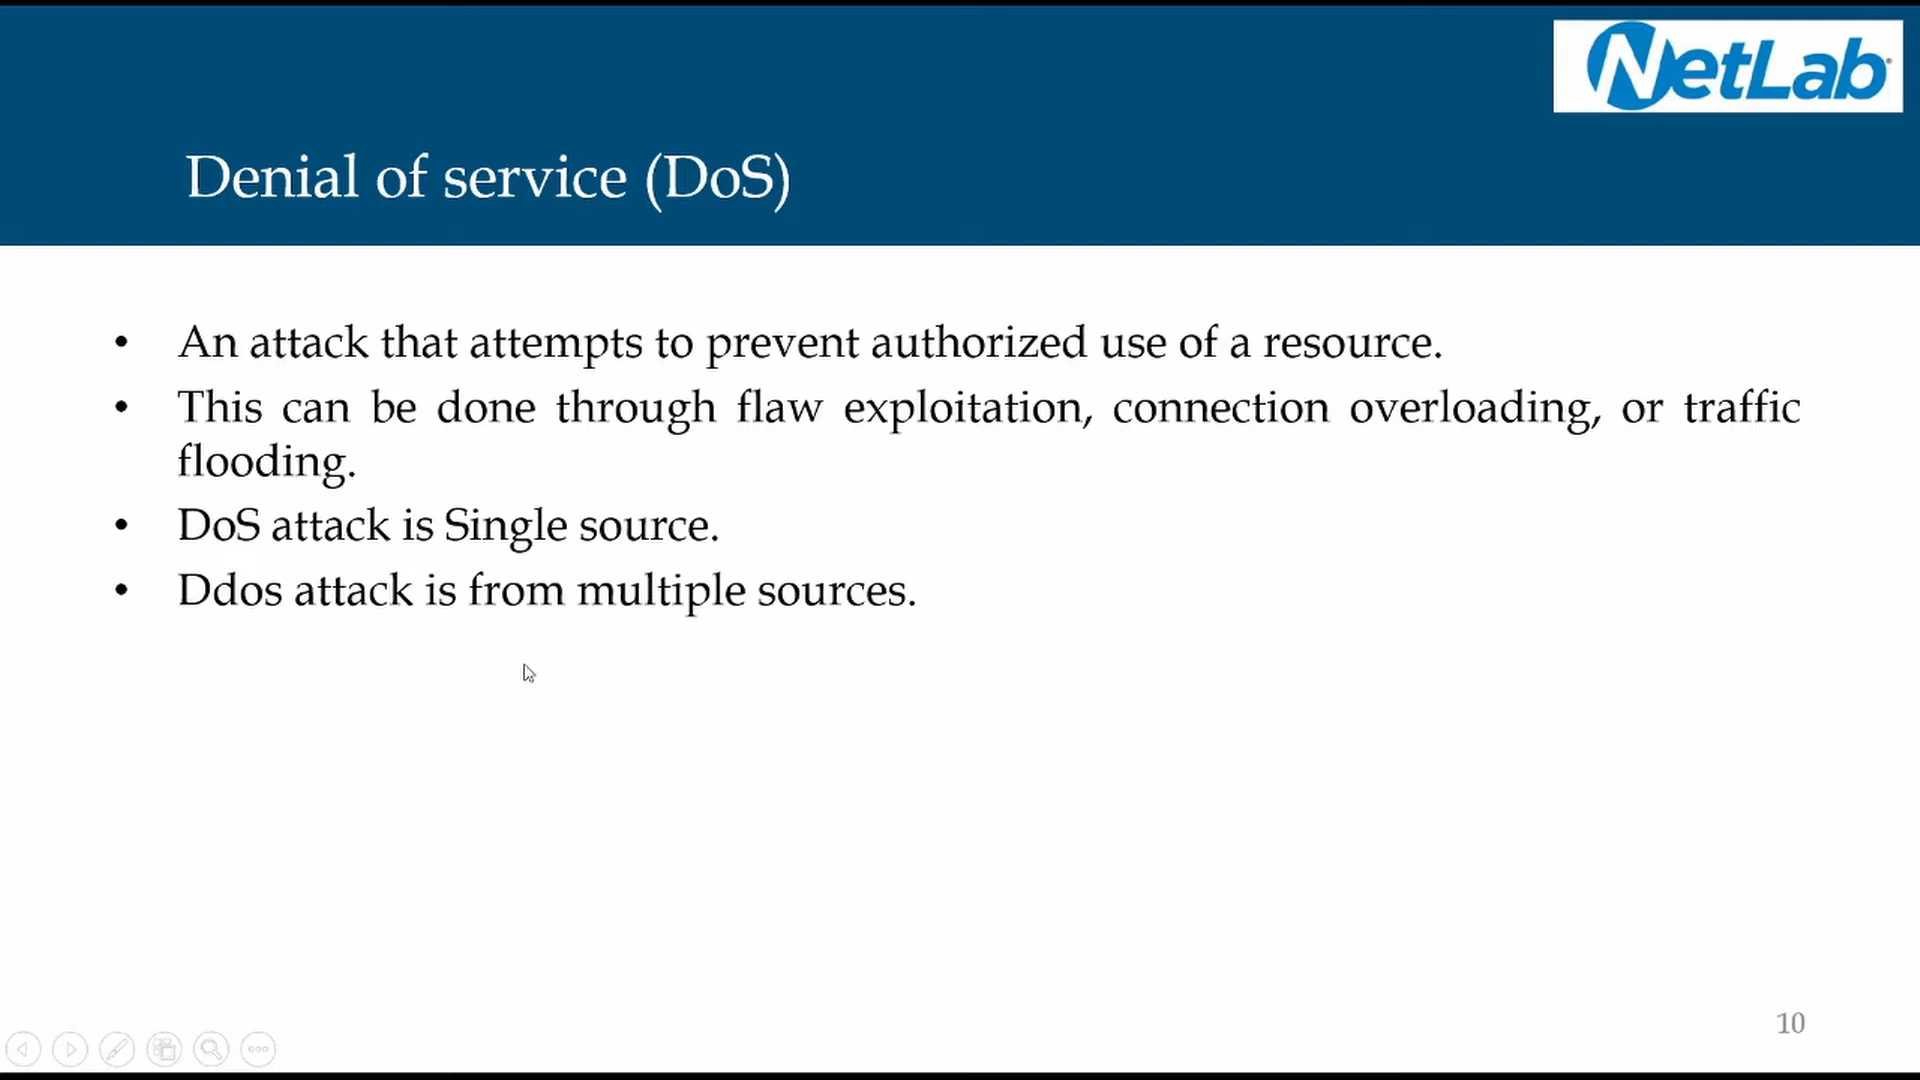 NetLab
Denial of service (DoS)
• An attack that attempts to prevent authorized use of a resource.
• This can be done through flaw exploitation, connection overloading, or traffic
flooding.
• DoS attack is Single source.
• Ddos attack is from multiple sources.
10